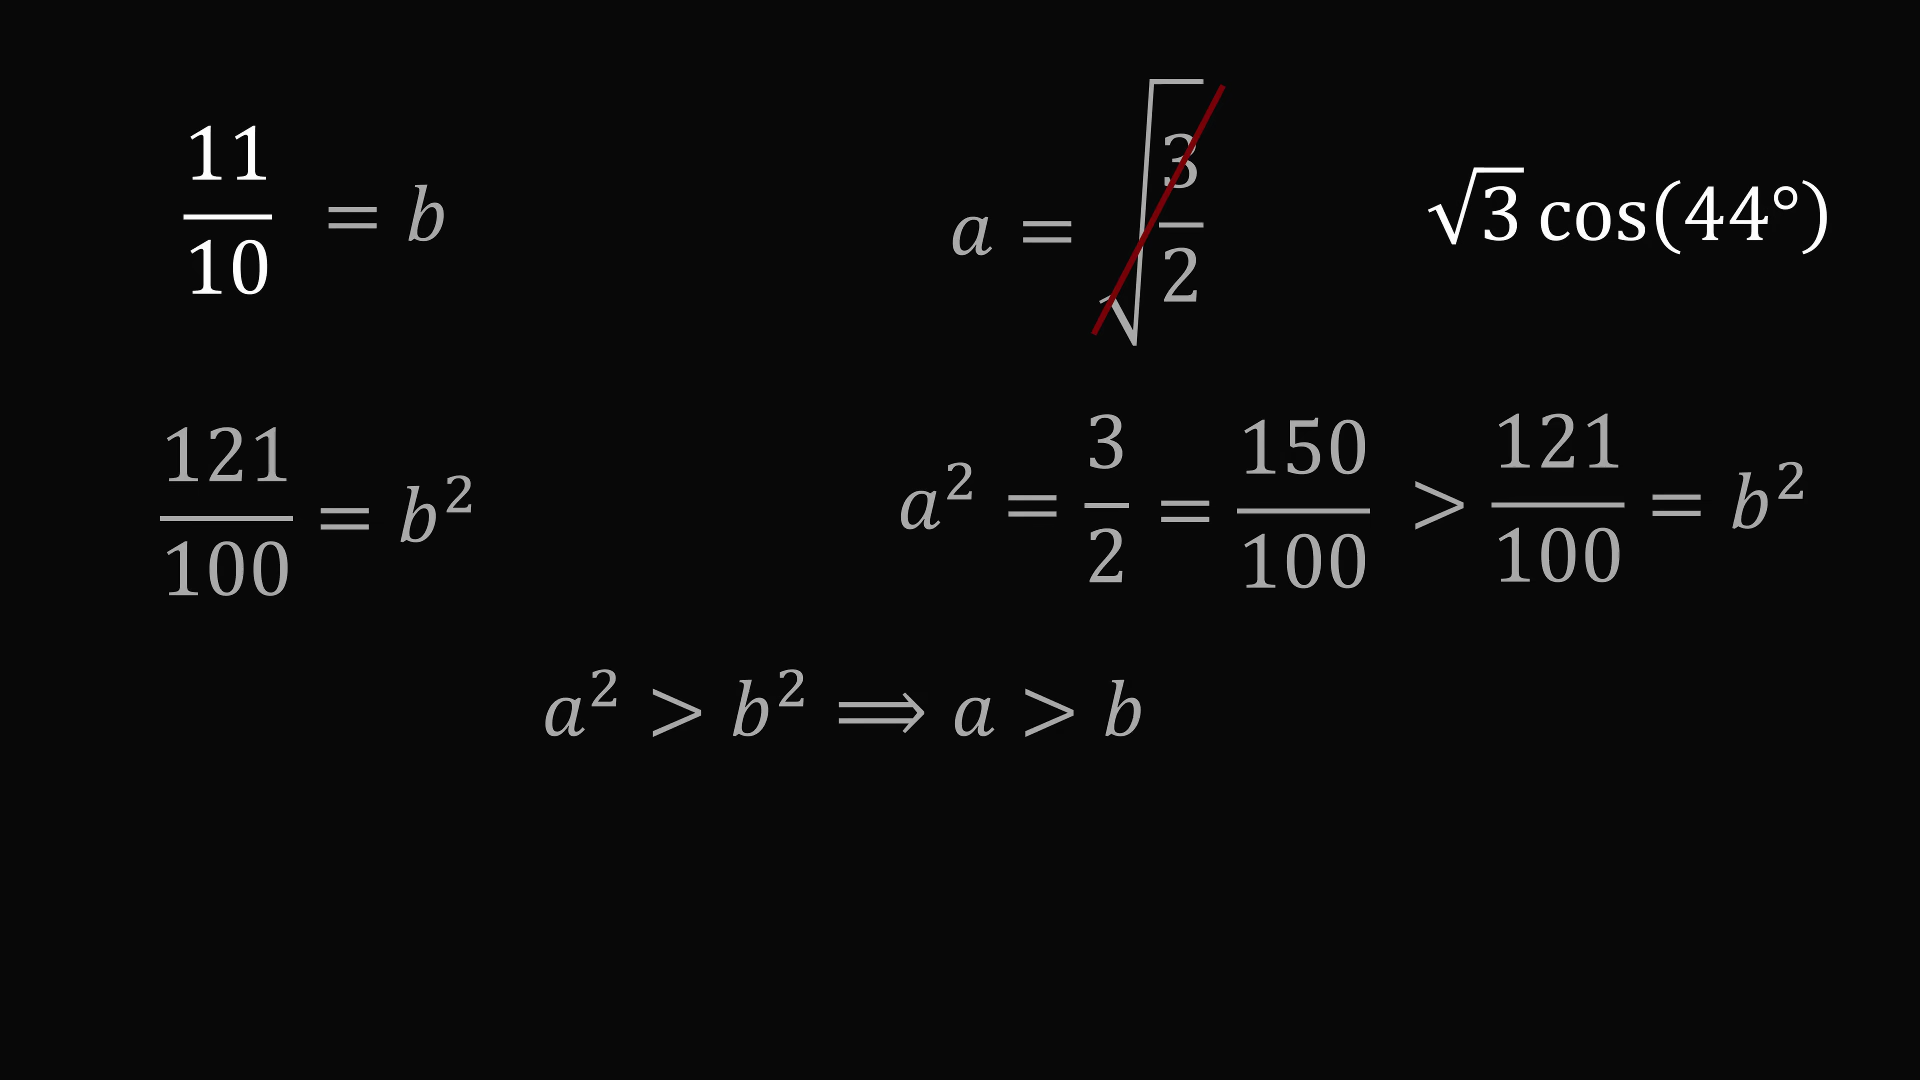 11/10 = b
a = √(3/2)
√3 cos(44°)
121/100 = b²
a² = 3/2 = 150/100 > 121/100 = b²
a² > b² ⟹ a > b